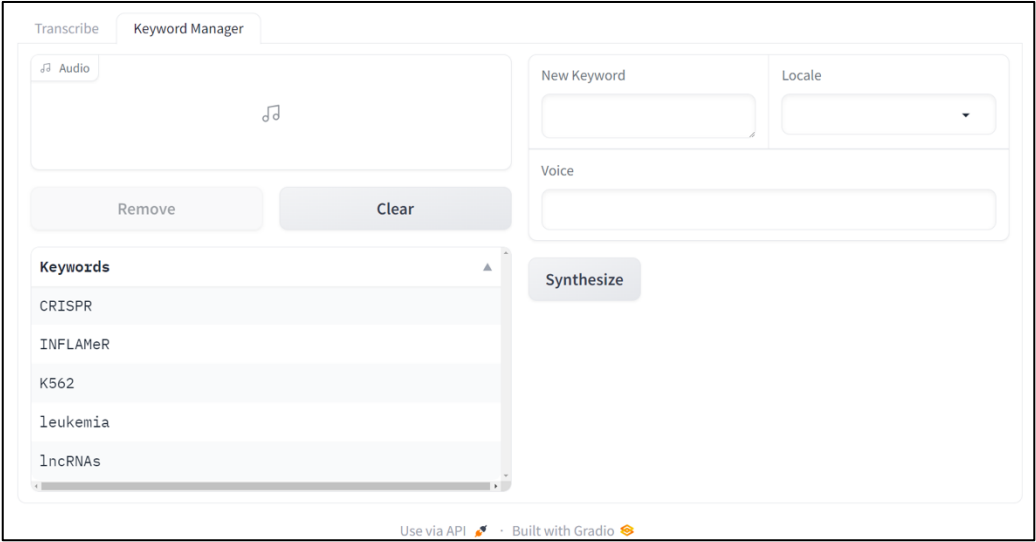 Transcribe Keyword Manager
Audio
Remove Clear
Keywords
CRISPR
INFLAMeR
K562
leukemia
lncRNAs
New Keyword Locale
Voice
Synthesize
Use via API · Built with Gradio